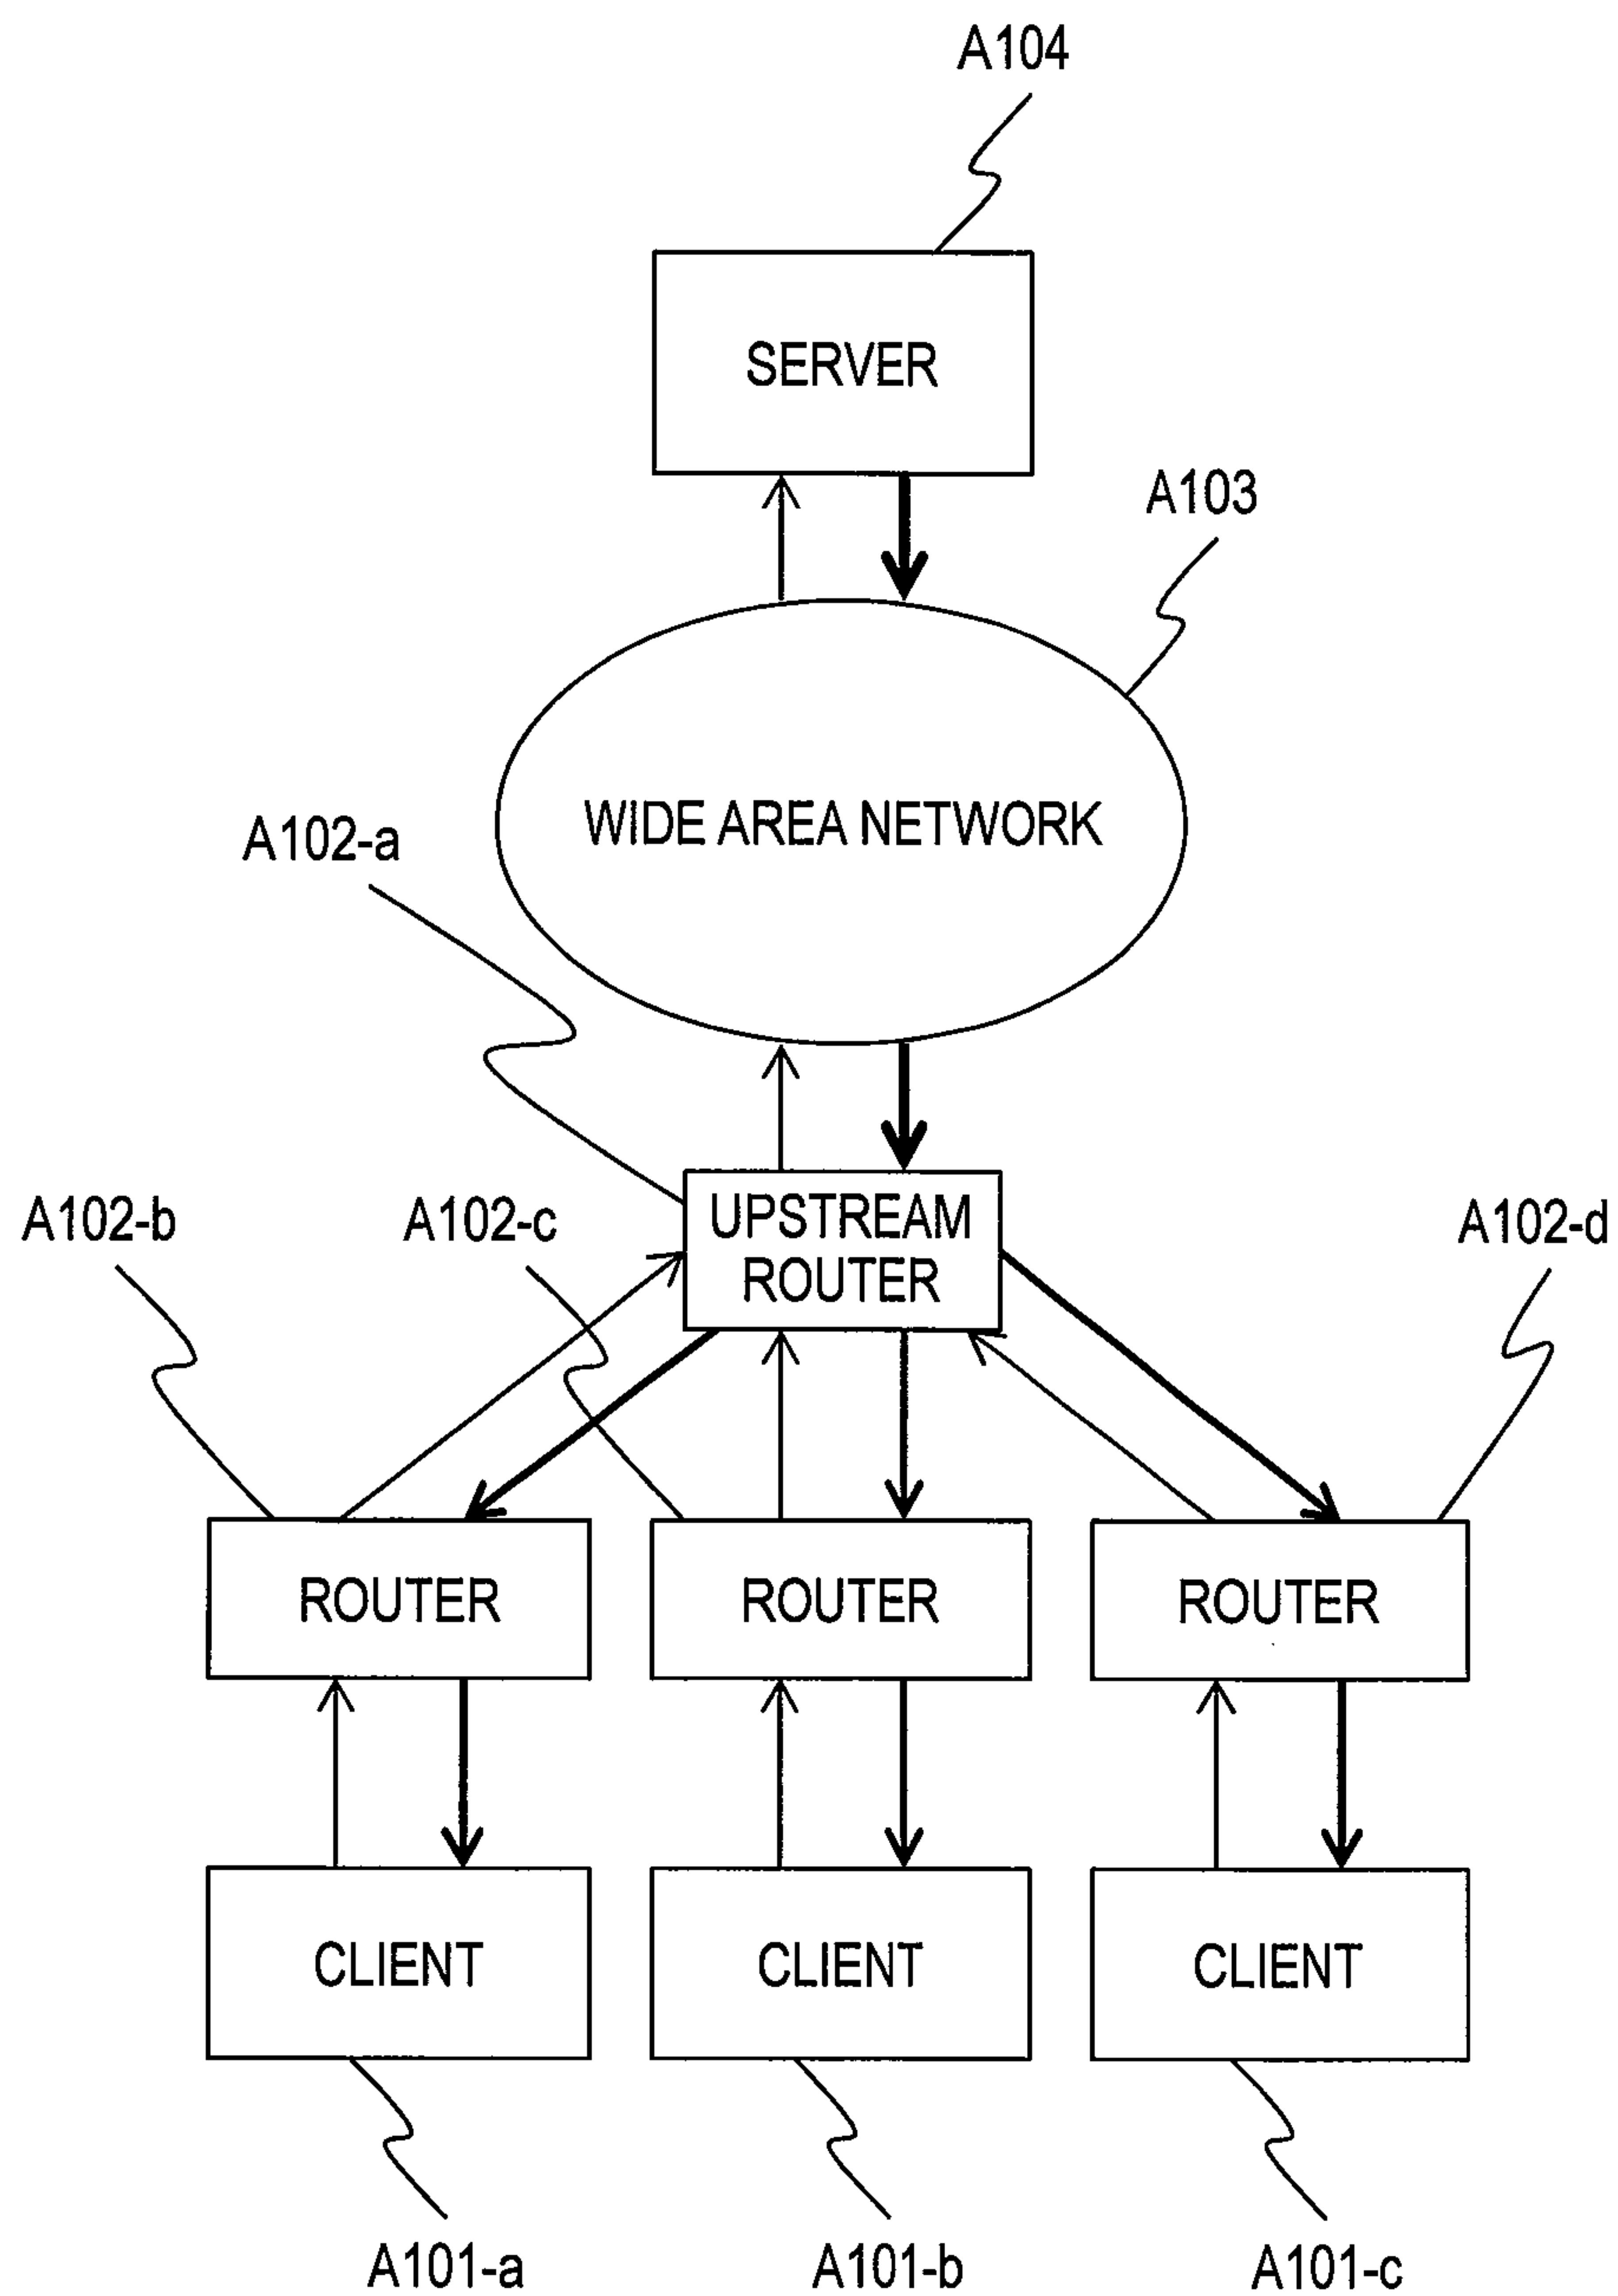 A104
SERVER
A103
WIDE AREA NETWORK
A102-a
UPSTREAM
ROUTER
A102-b
A102-c
A102-d
ROUTER
ROUTER
ROUTER
CLIENT
CLIENT
CLIENT
A101-a
A101-b
A101-c